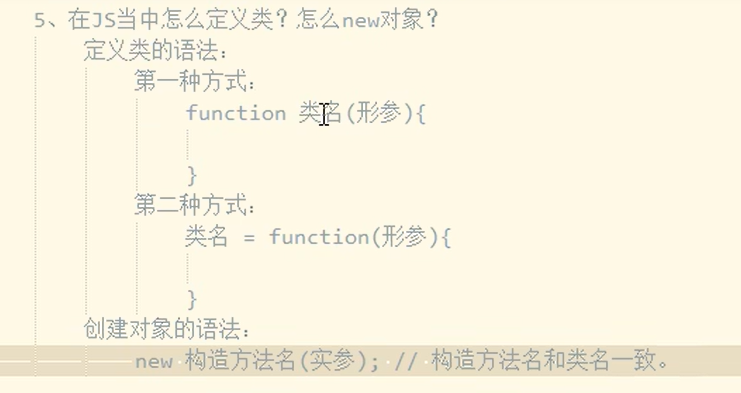 5、在JS当中怎么定义类？怎么new对象？
定义类的语法：
第一种方式：
function 类名(形参){
}
第二种方式：
类名 = function(形参){
}
创建对象的语法：
new 构造方法名(实参); // 构造方法名和类名一致。